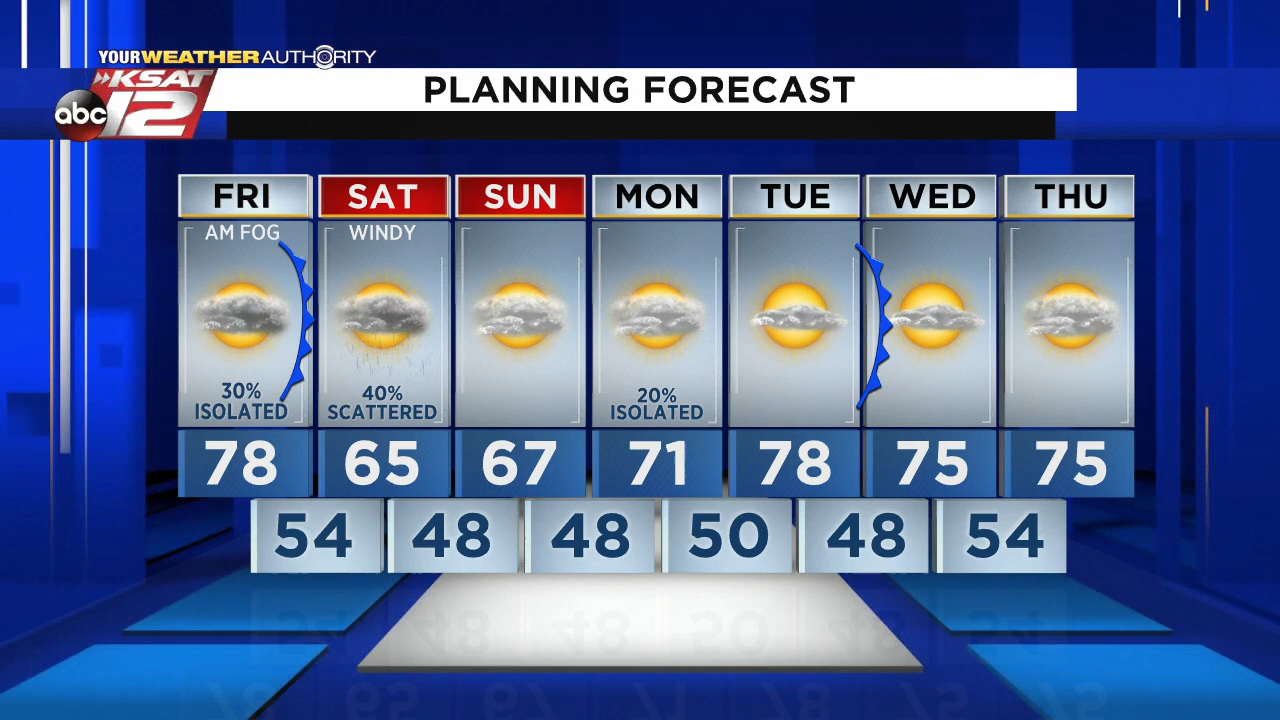 YOURWEATHERAUTHORITY
KSAT
abc 12
PLANNING FORECAST
FRI SAT SUN MON TUE WED THU
AM FOG WINDY
30% 40% 20%
ISOLATED SCATTERED ISOLATED
78 65 67 71 78 75 75
54 48 48 50 48 54